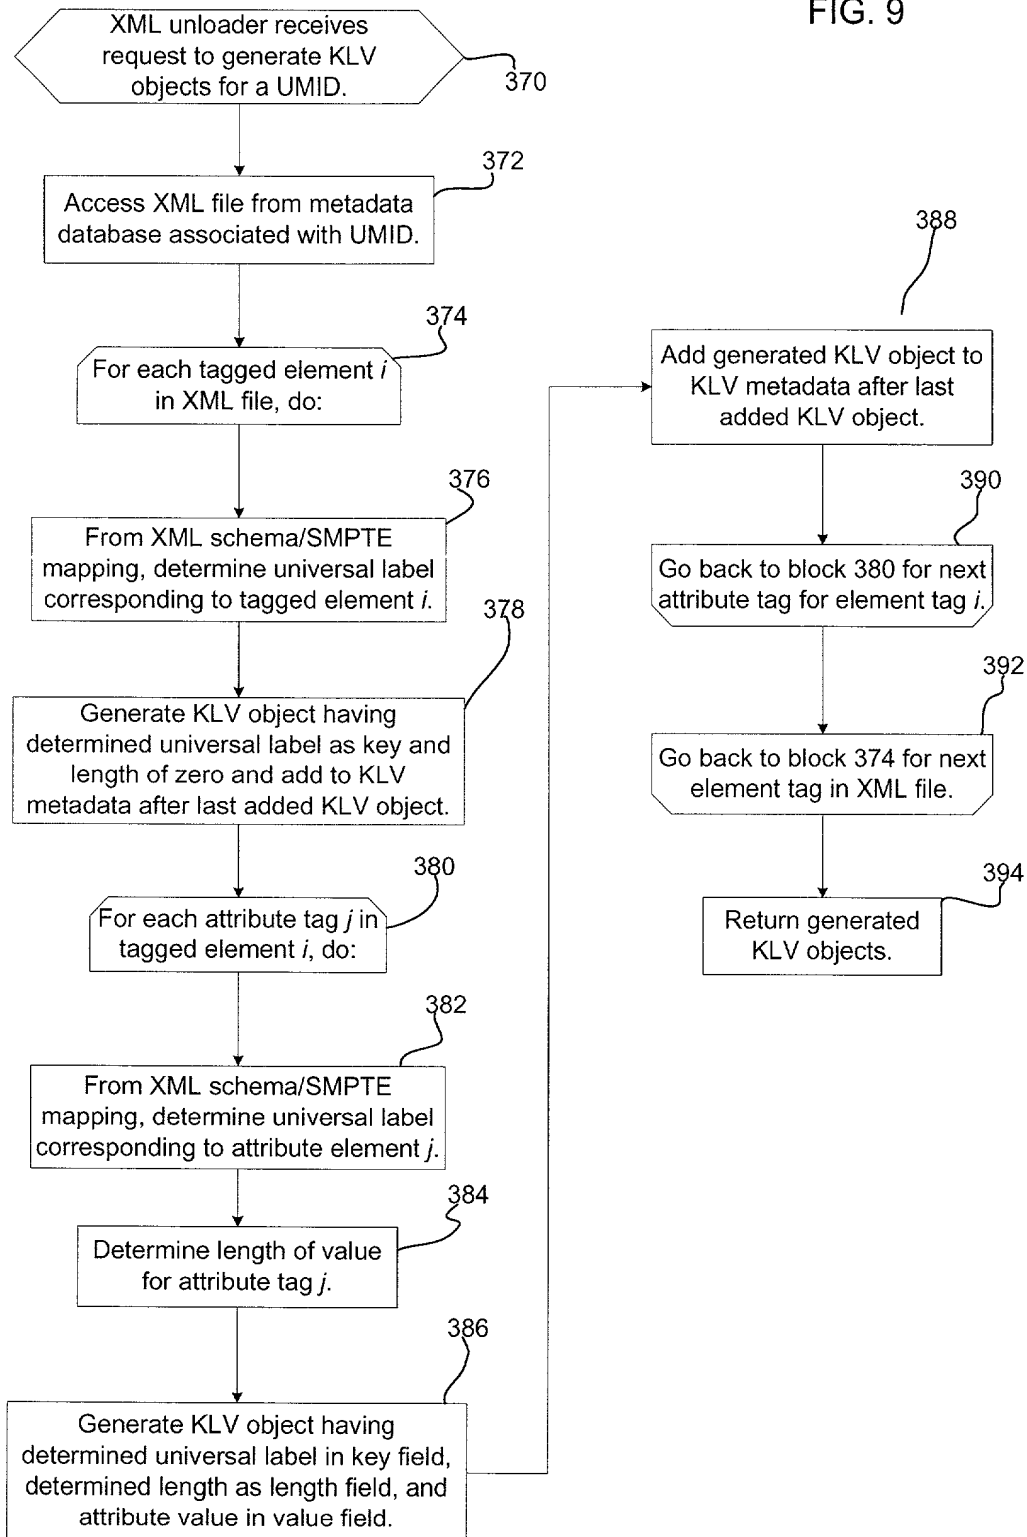 FIG. 9
XML unloader receives
request to generate KLV
objects for a UMID.
370
372
Access XML file from metadata
database associated with UMID.
374
For each tagged element i
in XML file, do:
376
From XML schema/SMPTE
mapping, determine universal label
corresponding to tagged element i.
378
Generate KLV object having
determined universal label as key and
length of zero and add to KLV
metadata after last added KLV object.
380
For each attribute tag j in
tagged element i, do:
382
From XML schema/SMPTE
mapping, determine universal label
corresponding to attribute element j.
384
Determine length of value
for attribute tag j.
386
Generate KLV object having
determined universal label in key field,
determined length as length field, and
attribute value in value field.
388
Add generated KLV object to
KLV metadata after last
added KLV object.
390
Go back to block 380 for next
attribute tag for element tag i.
392
Go back to block 374 for next
element tag in XML file.
394
Return generated
KLV objects.